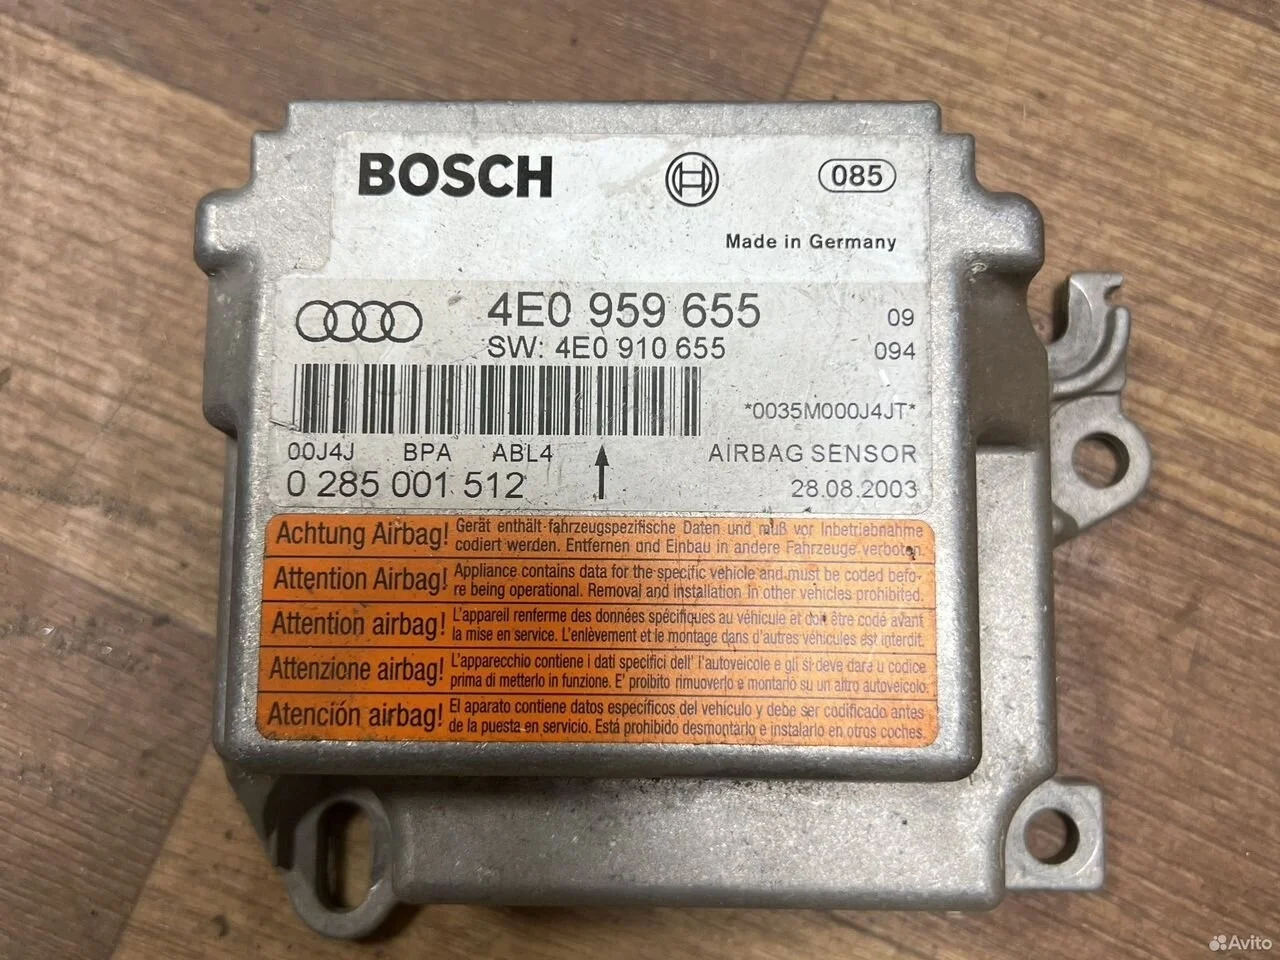 BOSCH
085
Made in Germany
4E0 959 655 09
SW: 4E0 910 655 094
*0035M000J4JT*
00J4J BPA ABL4 AIRBAG SENSOR
0 285 001 512 28.08.2003
Achtung Airbag! Gerät enthält fahrzeugspezifische Daten und muß vor Inbetriebnahme
codiert werden. Entfernen und Einbau in andere Fahrzeuge verboten.
Attention Airbag! Appliance contains data for the specific vehicle and must be coded befo-
re being operational. Removal and installation in other vehicles prohibited.
Attention airbag! L'appareil renferme des données spécifiques au véhicule et doit être codé avant
la mise en service. L'enlèvement et le montage dans d'autres véhicules est interdit.
Attenzione airbag! L'apparecchio contiene i dati specifici dell' l'autoveicole e gli si deve dara u codice
prima di metterlo in funzione. E' proibito rimuoverlo e montarlo su un altro autoveicolo.
Atención airbag! El aparato contiene datos específicos del vehículo y debe ser codificado antes
de la puesta en servicio. Está prohibido desmontarlo e instalarlo en otros coches.
Avito